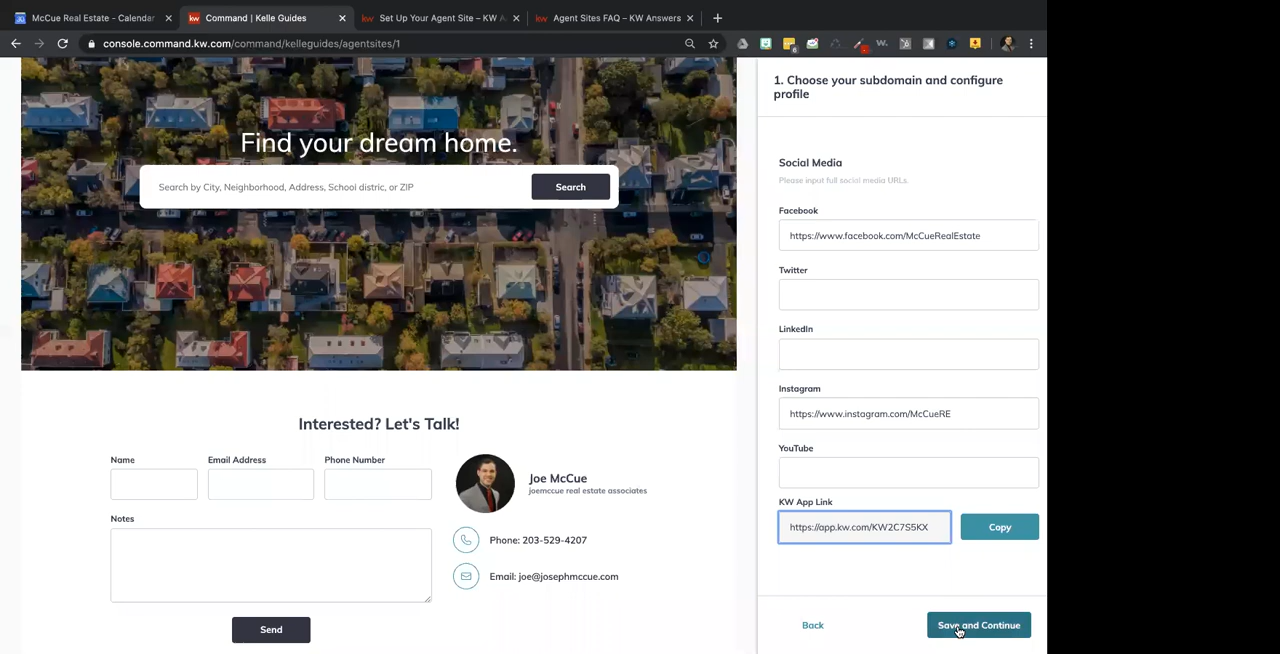 McCue Real Estate - Calendar
Command | Kelle Guides
Set Up Your Agent Site – KW A
Agent Sites FAQ – KW Answers
console.command.kw.com/command/kelleguides/agentsites/1
Find your dream home.
Search by City, Neighborhood, Address, School distric, or ZIP
Search
Interested? Let's Talk!
Name
Email Address
Phone Number
Notes
Send
Joe McCue
joemccue real estate associates
Phone: 203-529-4207
Email: joe@josephmccue.com
1. Choose your subdomain and configure
profile
Social Media
Please input full social media URLs.
Facebook
https://www.facebook.com/McCueRealEstate
Twitter
LinkedIn
Instagram
https://www.instagram.com/McCueRE
YouTube
KW App Link
https://app.kw.com/KW2C7S5KX
Copy
Back
Save and Continue